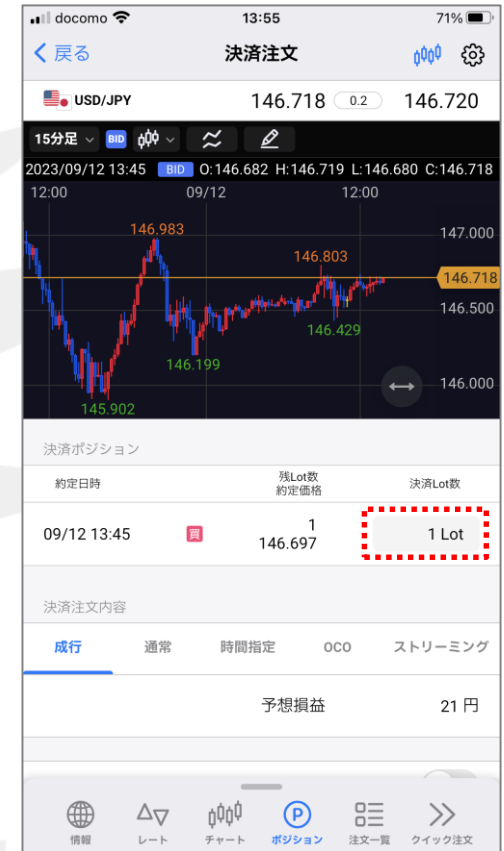 docomo 13:55 71%
戻る 決済注文
USD/JPY 146.718 0.2 146.720
15分足 BID
2023/09/12 13:45 BID O:146.682 H:146.719 L:146.680 C:146.718
12:00 09/12 12:00
146.983
147.000
146.803
146.718
146.500
146.429
146.199
146.000
145.902
決済ポジション
約定日時 残Lot数 決済Lot数
約定価格
09/12 13:45 買 1 1 Lot
146.697
決済注文内容
成行 通常 時間指定 OCO ストリーミング
予想損益 21 円
P
情報 レート チャート ポジション 注文一覧 クイック注文